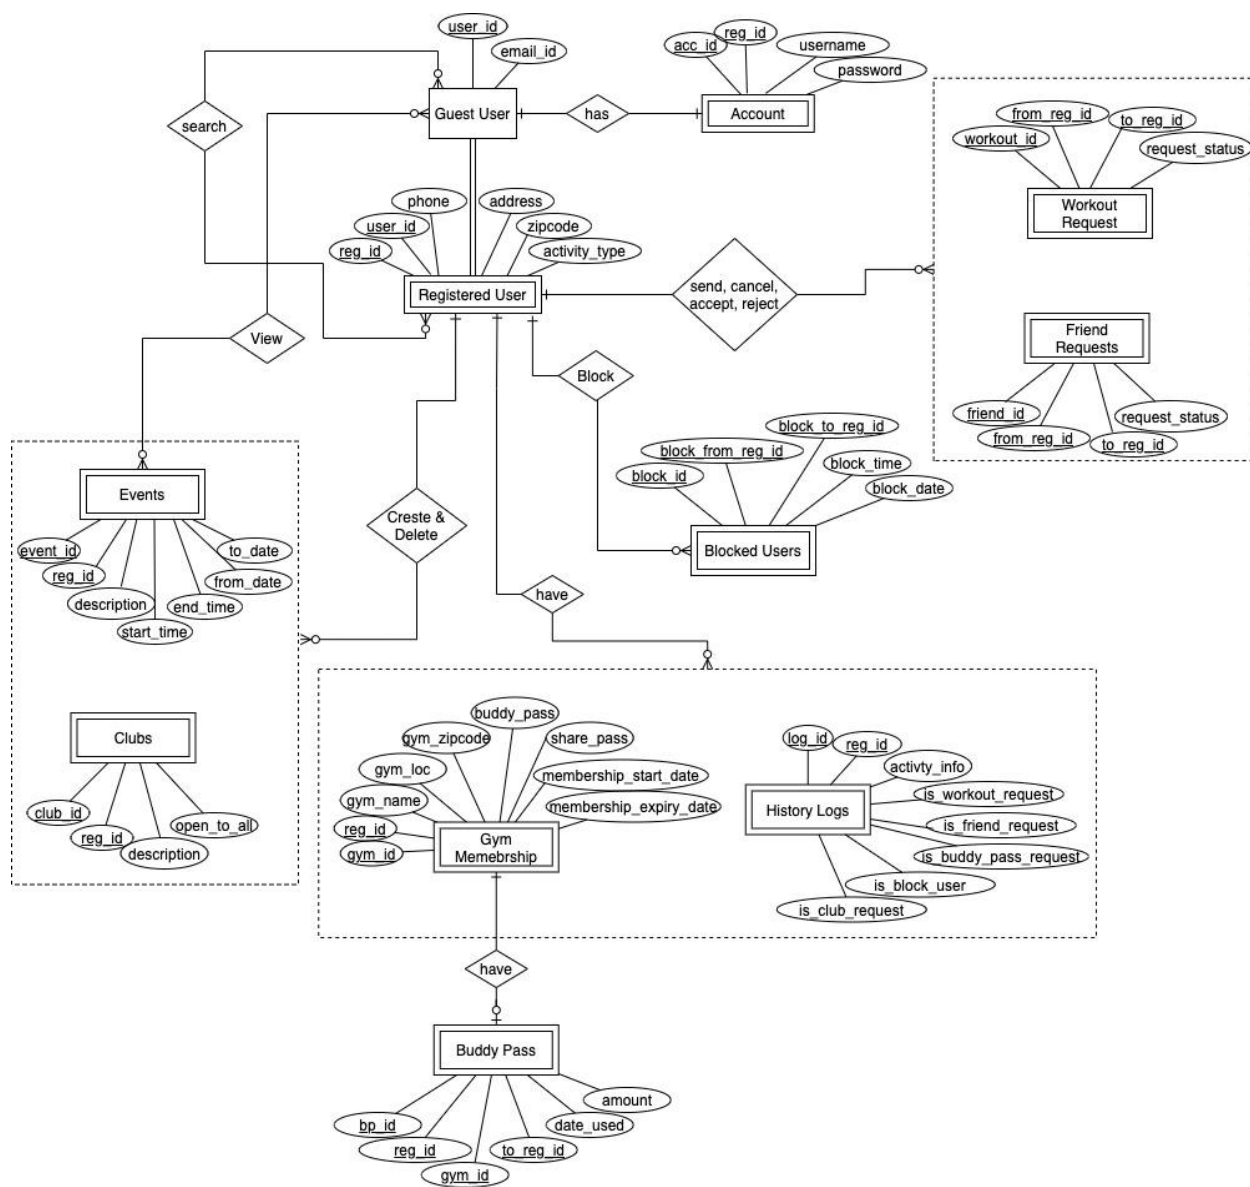 user_id
email_id
Guest User
search
has
acc_id
reg_id
username
password
Account
from_reg_id
to_reg_id
workout_id
request_status
Workout
Request
phone
address
user_id
zipcode
reg_id
activity_type
Registered User
send, cancel,
accept, reject
View
Block
Friend
Requests
friend_id
request_status
from_reg_id
to_reg_id
block_to_reg_id
block_from_reg_id
block_time
block_id
block_date
Blocked Users
Events
event_id
to_date
reg_id
from_date
description
end_time
start_time
Creste &
Delete
have
Clubs
club_id
open_to_all
reg_id
description
buddy_pass
gym_zipcode
share_pass
gym_loc
membership_start_date
gym_name
membership_expiry_date
reg_id
gym_id
Gym
Memebrship
log_id
reg_id
activty_info
is_workout_request
History Logs
is_friend_request
is_buddy_pass_request
is_block_user
is_club_request
have
Buddy Pass
amount
bp_id
date_used
reg_id
to_reg_id
gym_id